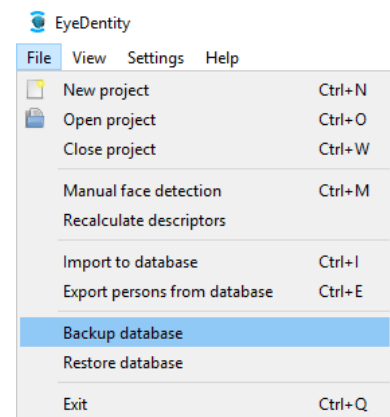 EyeDentity
File View Settings Help
New project Ctrl+N
Open project Ctrl+O
Close project Ctrl+W
Manual face detection Ctrl+M
Recalculate descriptors
Import to database Ctrl+I
Export persons from database Ctrl+E
Backup database
Restore database
Exit Ctrl+Q